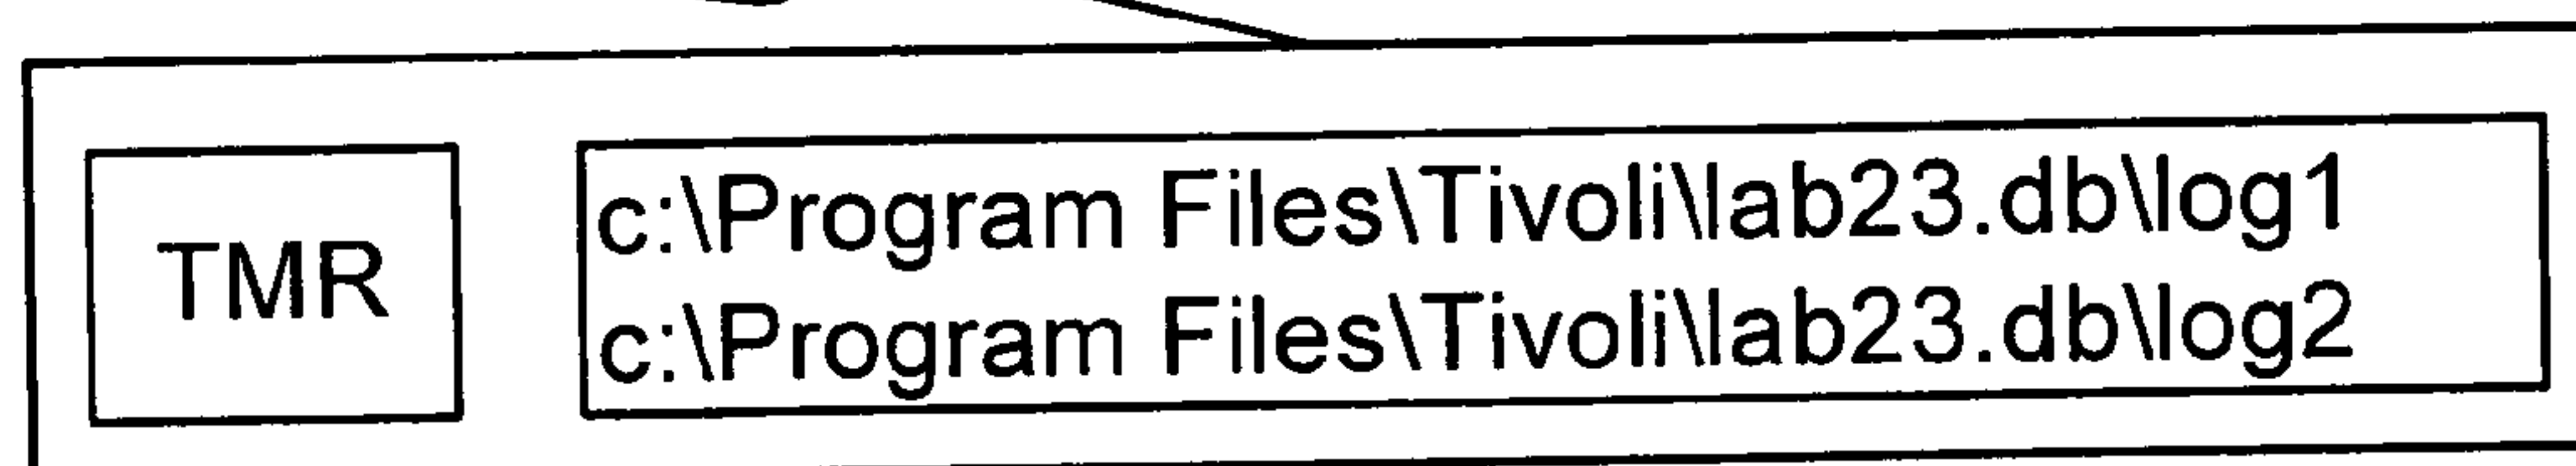 TMR
c:\Program Files\Tivoli\lab23.db\log1
c:\Program Files\Tivoli\lab23.db\log2